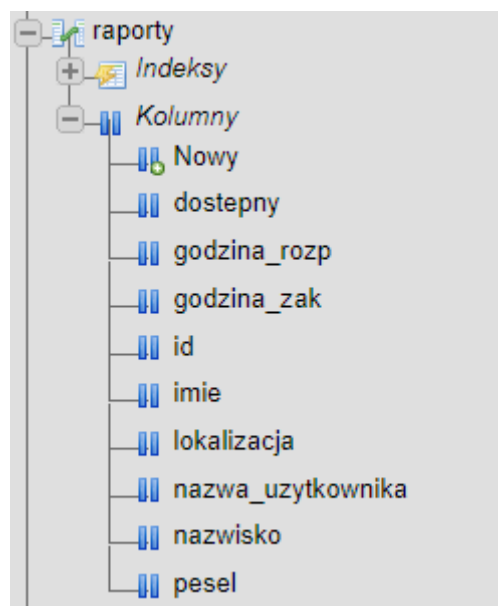 raporty
Indeksy
Kolumny
Nowy
dostepny
godzina_rozp
godzina_zak
id
imie
lokalizacja
nazwa_uzytkownika
nazwisko
pesel